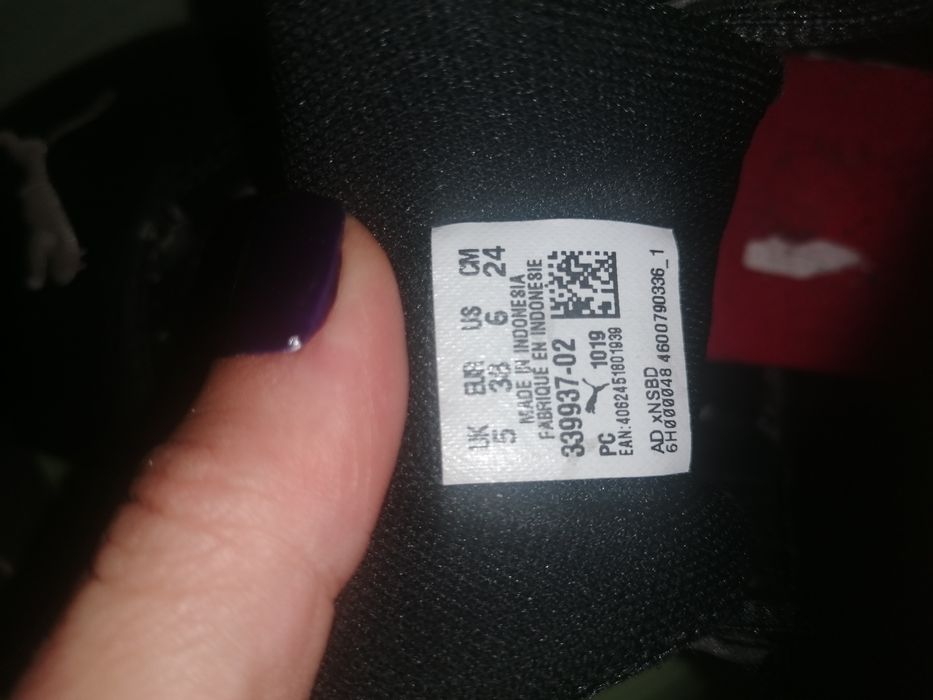 UK EUR US CM
5 38 6 24
MADE IN INDONESIA
FABRIQUE EN INDONESIE
339937-02
PC 1019
EAN:4062451801939
AD xNSBD
6H000048 4600790336_1